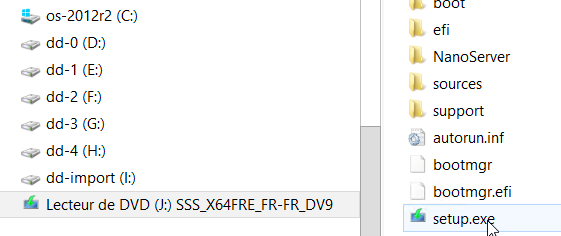 os-2012r2 (C:)
dd-0 (D:)
dd-1 (E:)
dd-2 (F:)
dd-3 (G:)
dd-4 (H:)
dd-import (I:)
Lecteur de DVD (J:) SSS_X64FRE_FR-FR_DV9
boot
efi
NanoServer
sources
support
autorun.inf
bootmgr
bootmgr.efi
setup.exe